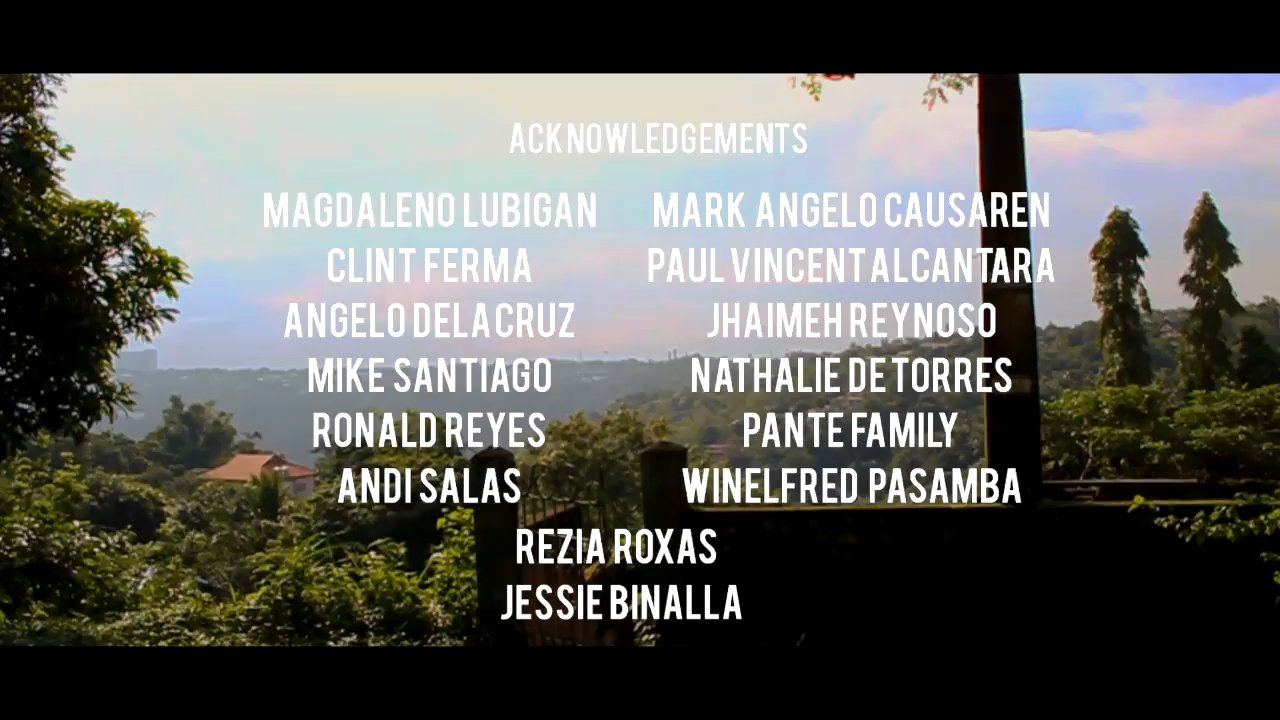 ACKNOWLEDGEMENTS
MAGDALENO LUBIGAN
CLINT FERMA
ANGELO DELA CRUZ
MIKE SANTIAGO
RONALD REYES
ANDI SALAS
MARK ANGELO CAUSAREN
PAUL VINCENT ALCANTARA
JHAIMEH REYNOSO
NATHALIE DE TORRES
PANTE FAMILY
WINELFRED PASAMBA
REZIA ROXAS
JESSIE BINALLA